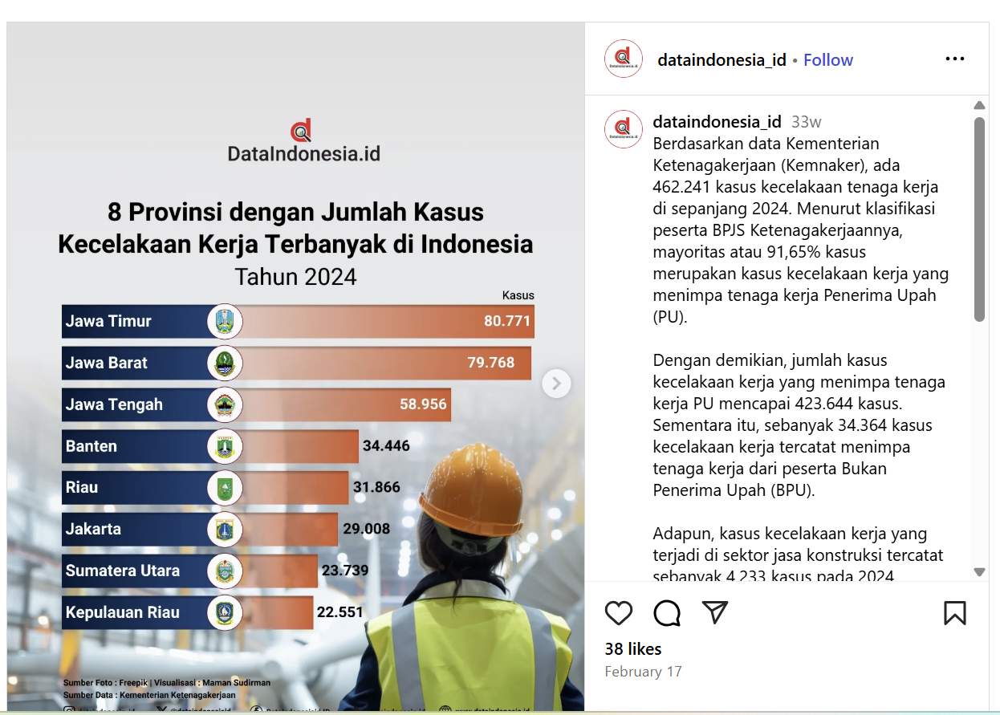 DataIndonesia.id
8 Provinsi dengan Jumlah Kasus
Kecelakaan Kerja Terbanyak di Indonesia
Tahun 2024
Kasus
Jawa Timur 80.771
Jawa Barat 79.768
Jawa Tengah 58.956
Banten 34.446
Riau 31.866
Jakarta 29.008
Sumatera Utara 23.739
Kepulauan Riau 22.551
Sumber Foto : Freepik | Visualisasi : Maman Sudirman
Sumber Data : Kementerian Ketenagakerjaan
dataindonesia_id • Follow
dataindonesia_id 33w
Berdasarkan data Kementerian
Ketenagakerjaan (Kemnaker), ada
462.241 kasus kecelakaan tenaga kerja
di sepanjang 2024. Menurut klasifikasi
peserta BPJS Ketenagakerjaannya,
mayoritas atau 91,65% kasus
merupakan kasus kecelakaan kerja yang
menimpa tenaga kerja Penerima Upah
(PU).
Dengan demikian, jumlah kasus
kecelakaan kerja yang menimpa tenaga
kerja PU mencapai 423.644 kasus.
Sementara itu, sebanyak 34.364 kasus
kecelakaan kerja tercatat menimpa
tenaga kerja dari peserta Bukan
Penerima Upah (BPU).
Adapun, kasus kecelakaan kerja yang
terjadi di sektor jasa konstruksi tercatat
sebanyak 4.233 kasus pada 2024.
38 likes
February 17